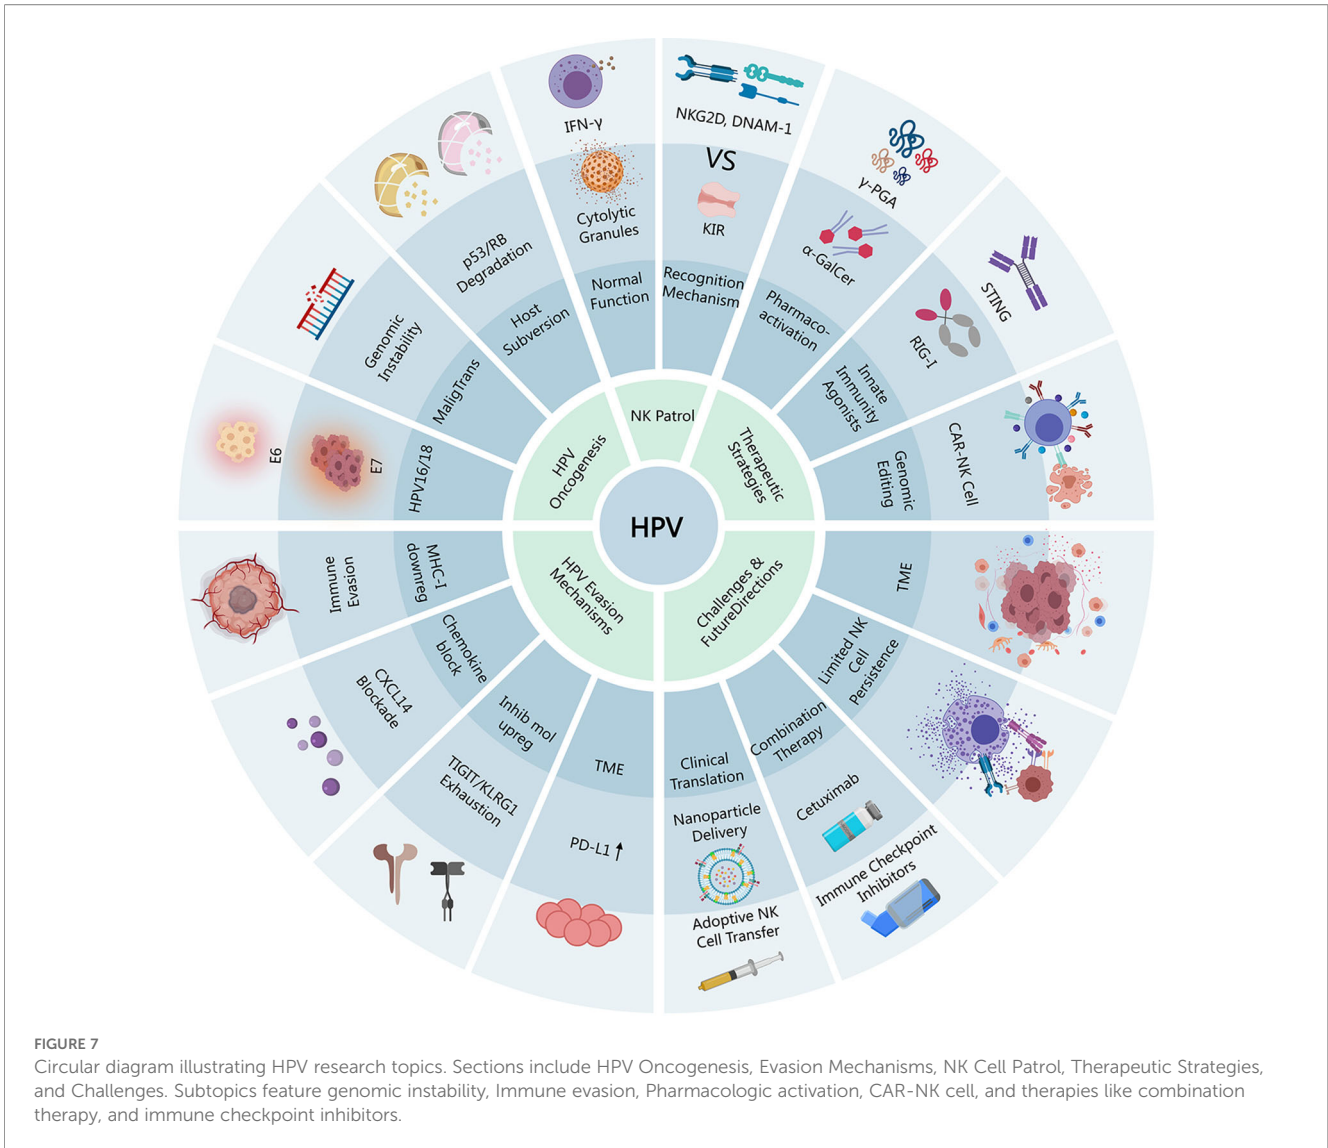 IFN-γ
Cytolytic
Granules
Normal
Function
NKG2D, DNAM-1
VS
KIR
Recognition
Mechanism
γ-PGA
α-GalCer
Pharmaco-
activation
STING
RIG-I
Innate
Immunity
Agonists
CAR-NK Cell
Genomic
Editing
p53/RB
Degradation
Host
Subversion
Genomic
Instability
MaligTrans
E6
E7
HPV16/18
NK Patrol
HPV
Oncogenesis
Therapeutic
Strategies
HPV
HPV Evasion
Mechanisms
Challenges &
FutureDirections
Immune
Evasion
MHC-I
downreg
CXCL14
Blockade
Chemokine
block
TIGIT/KLRG1
Exhaustion
Inhib mol
upreg
PD-L1↑
TME
TME
Limited NK
Cell
Persistence
Combination
Therapy
Cetuximab
Immune Checkpoint
Inhibitors
Clinical
Translation
Nanoparticle
Delivery
Adoptive NK
Cell Transfer
FIGURE 7
Circular diagram illustrating HPV research topics. Sections include HPV Oncogenesis, Evasion Mechanisms, NK Cell Patrol, Therapeutic Strategies,
and Challenges. Subtopics feature genomic instability, Immune evasion, Pharmacologic activation, CAR-NK cell, and therapies like combination
therapy, and immune checkpoint inhibitors.